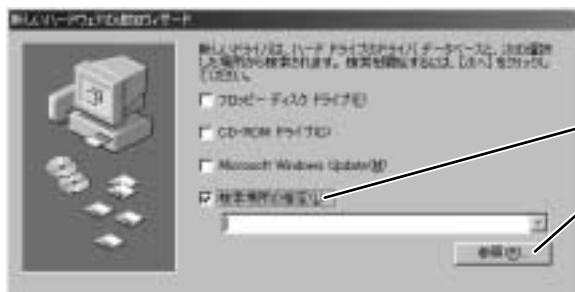 新しいハードウェアの追加ウィザード
新しいドライバは、ハード ドライブのドライバ データベースと、次の選択
した場所から検索されます。検索を開始するには、[次へ] をクリックし
てください。
フロッピー ディスク ドライブ(F)
CD-ROM ドライブ(C)
Microsoft Windows Update(M)
検索場所の指定(L)
参照(R)